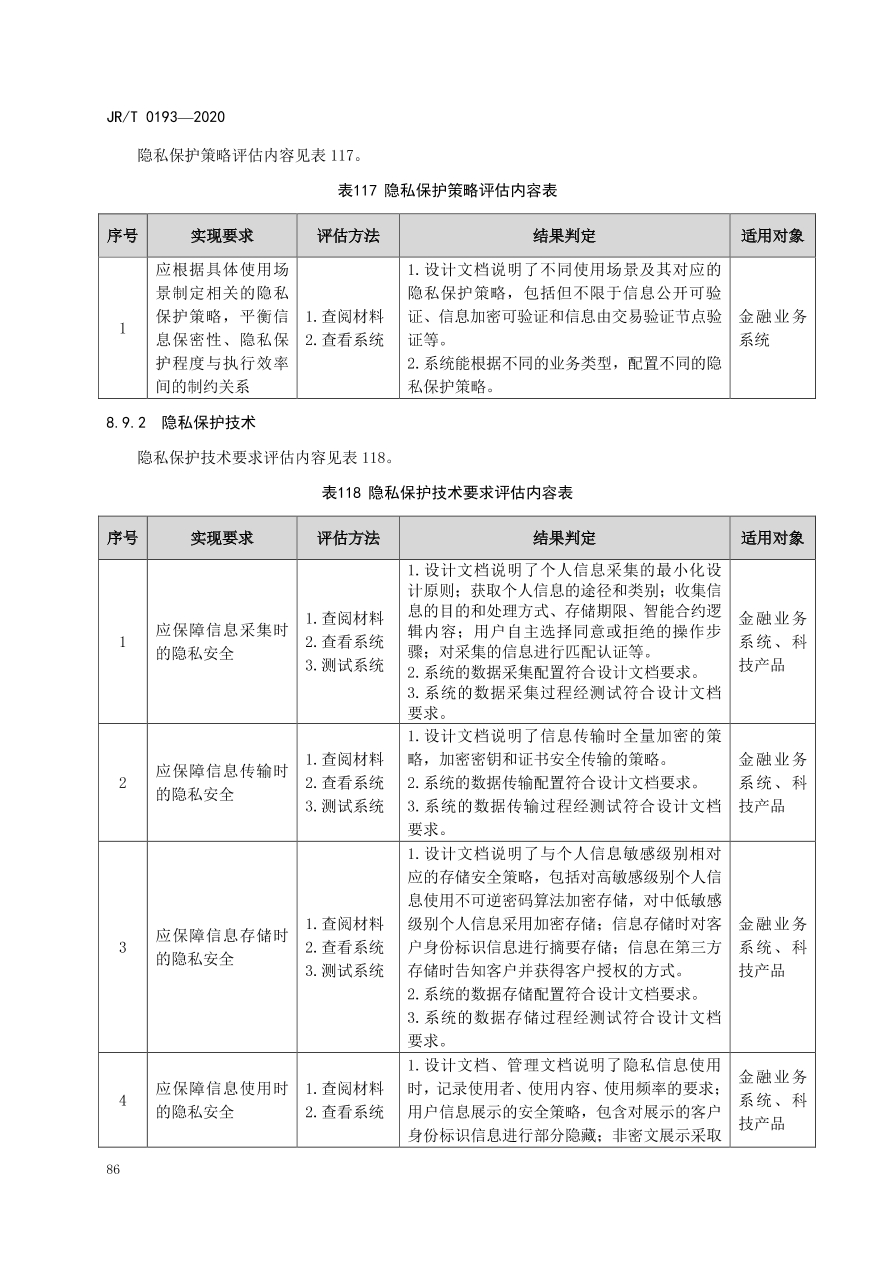 JR/T 0193—2020
隐私保护策略评估内容见表 117。
表117 隐私保护策略评估内容表
序号 实现要求 评估方法 结果判定 适用对象
1
应根据具体使用场
景制定相关的隐私
保护策略，平衡信
息保密性、隐私保
护程度与执行效率
间的制约关系
1.查阅材料
2.查看系统
1.设计文档说明了不同使用场景及其对应的
隐私保护策略，包括但不限于信息公开可验
证、信息加密可验证和信息由交易验证节点验
证等。
2.系统能根据不同的业务类型，配置不同的隐
私保护策略。
金融业务
系统
8.9.2 隐私保护技术
隐私保护技术要求评估内容见表 118。
表118 隐私保护技术要求评估内容表
序号 实现要求 评估方法 结果判定 适用对象
1
应保障信息采集时
的隐私安全
1.查阅材料
2.查看系统
3.测试系统
1.设计文档说明了个人信息采集的最小化设
计原则；获取个人信息的途径和类别；收集信
息的目的和处理方式、存储期限、智能合约逻
辑内容；用户自主选择同意或拒绝的操作步
骤；对采集的信息进行匹配认证等。
2.系统的数据采集配置符合设计文档要求。
3.系统的数据采集过程经测试符合设计文档
要求。
金融业务
系统、科
技产品
2
应保障信息传输时
的隐私安全
1.查阅材料
2.查看系统
3.测试系统
1.设计文档说明了信息传输时全量加密的策
略，加密密钥和证书安全传输的策略。
2.系统的数据传输配置符合设计文档要求。
3.系统的数据传输过程经测试符合设计文档
要求。
金融业务
系统、科
技产品
3
应保障信息存储时
的隐私安全
1.查阅材料
2.查看系统
3.测试系统
1.设计文档说明了与个人信息敏感级别相对
应的存储安全策略，包括对高敏感级别个人信
息使用不可逆密码算法加密存储，对中低敏感
级别个人信息采用加密存储；信息存储时对客
户身份标识信息进行摘要存储；信息在第三方
存储时告知客户并获得客户授权的方式。
2.系统的数据存储配置符合设计文档要求。
3.系统的数据存储过程经测试符合设计文档
要求。
金融业务
系统、科
技产品
4
应保障信息使用时
的隐私安全
1.查阅材料
2.查看系统
1.设计文档、管理文档说明了隐私信息使用
时，记录使用者、使用内容、使用频率的要求；
用户信息展示的安全策略，包含对展示的客户
身份标识信息进行部分隐藏；非密文展示采取
金融业务
系统、科
技产品
86